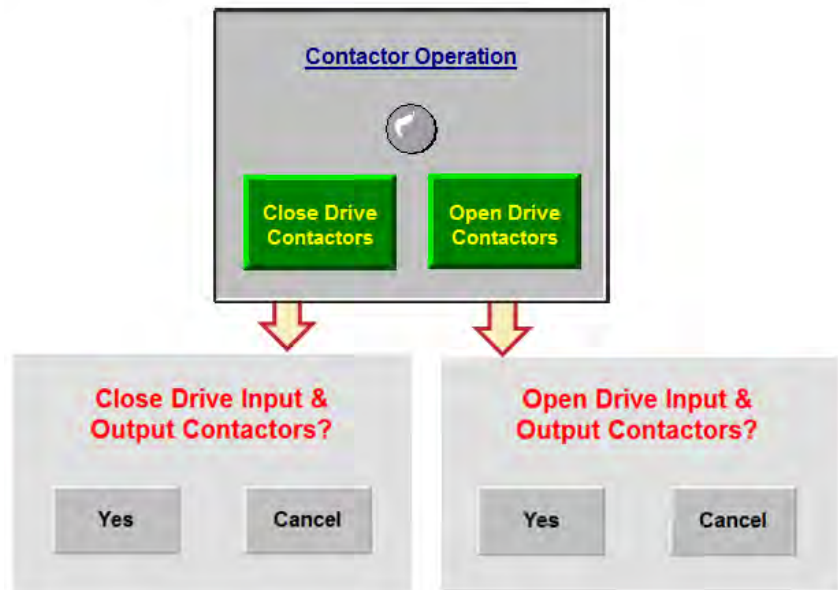 Contactor Operation
Close Drive
Contactors
Open Drive
Contactors
Close Drive Input &
Output Contactors?
Yes
Cancel
Open Drive Input &
Output Contactors?
Yes
Cancel